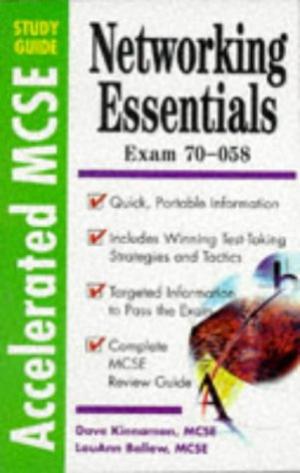 STUDY
GUIDE
Accelerated MCSE
Networking
Essentials
Exam 70-058
Quick, Portable Information
Includes Winning Test-Taking
Strategies and Tactics
Targeted Information
to Pass the Exam
Complete
MCSE
Review Guide
A
Dave Kinnaman, MCSE
LouAnn Ballew, MCSE